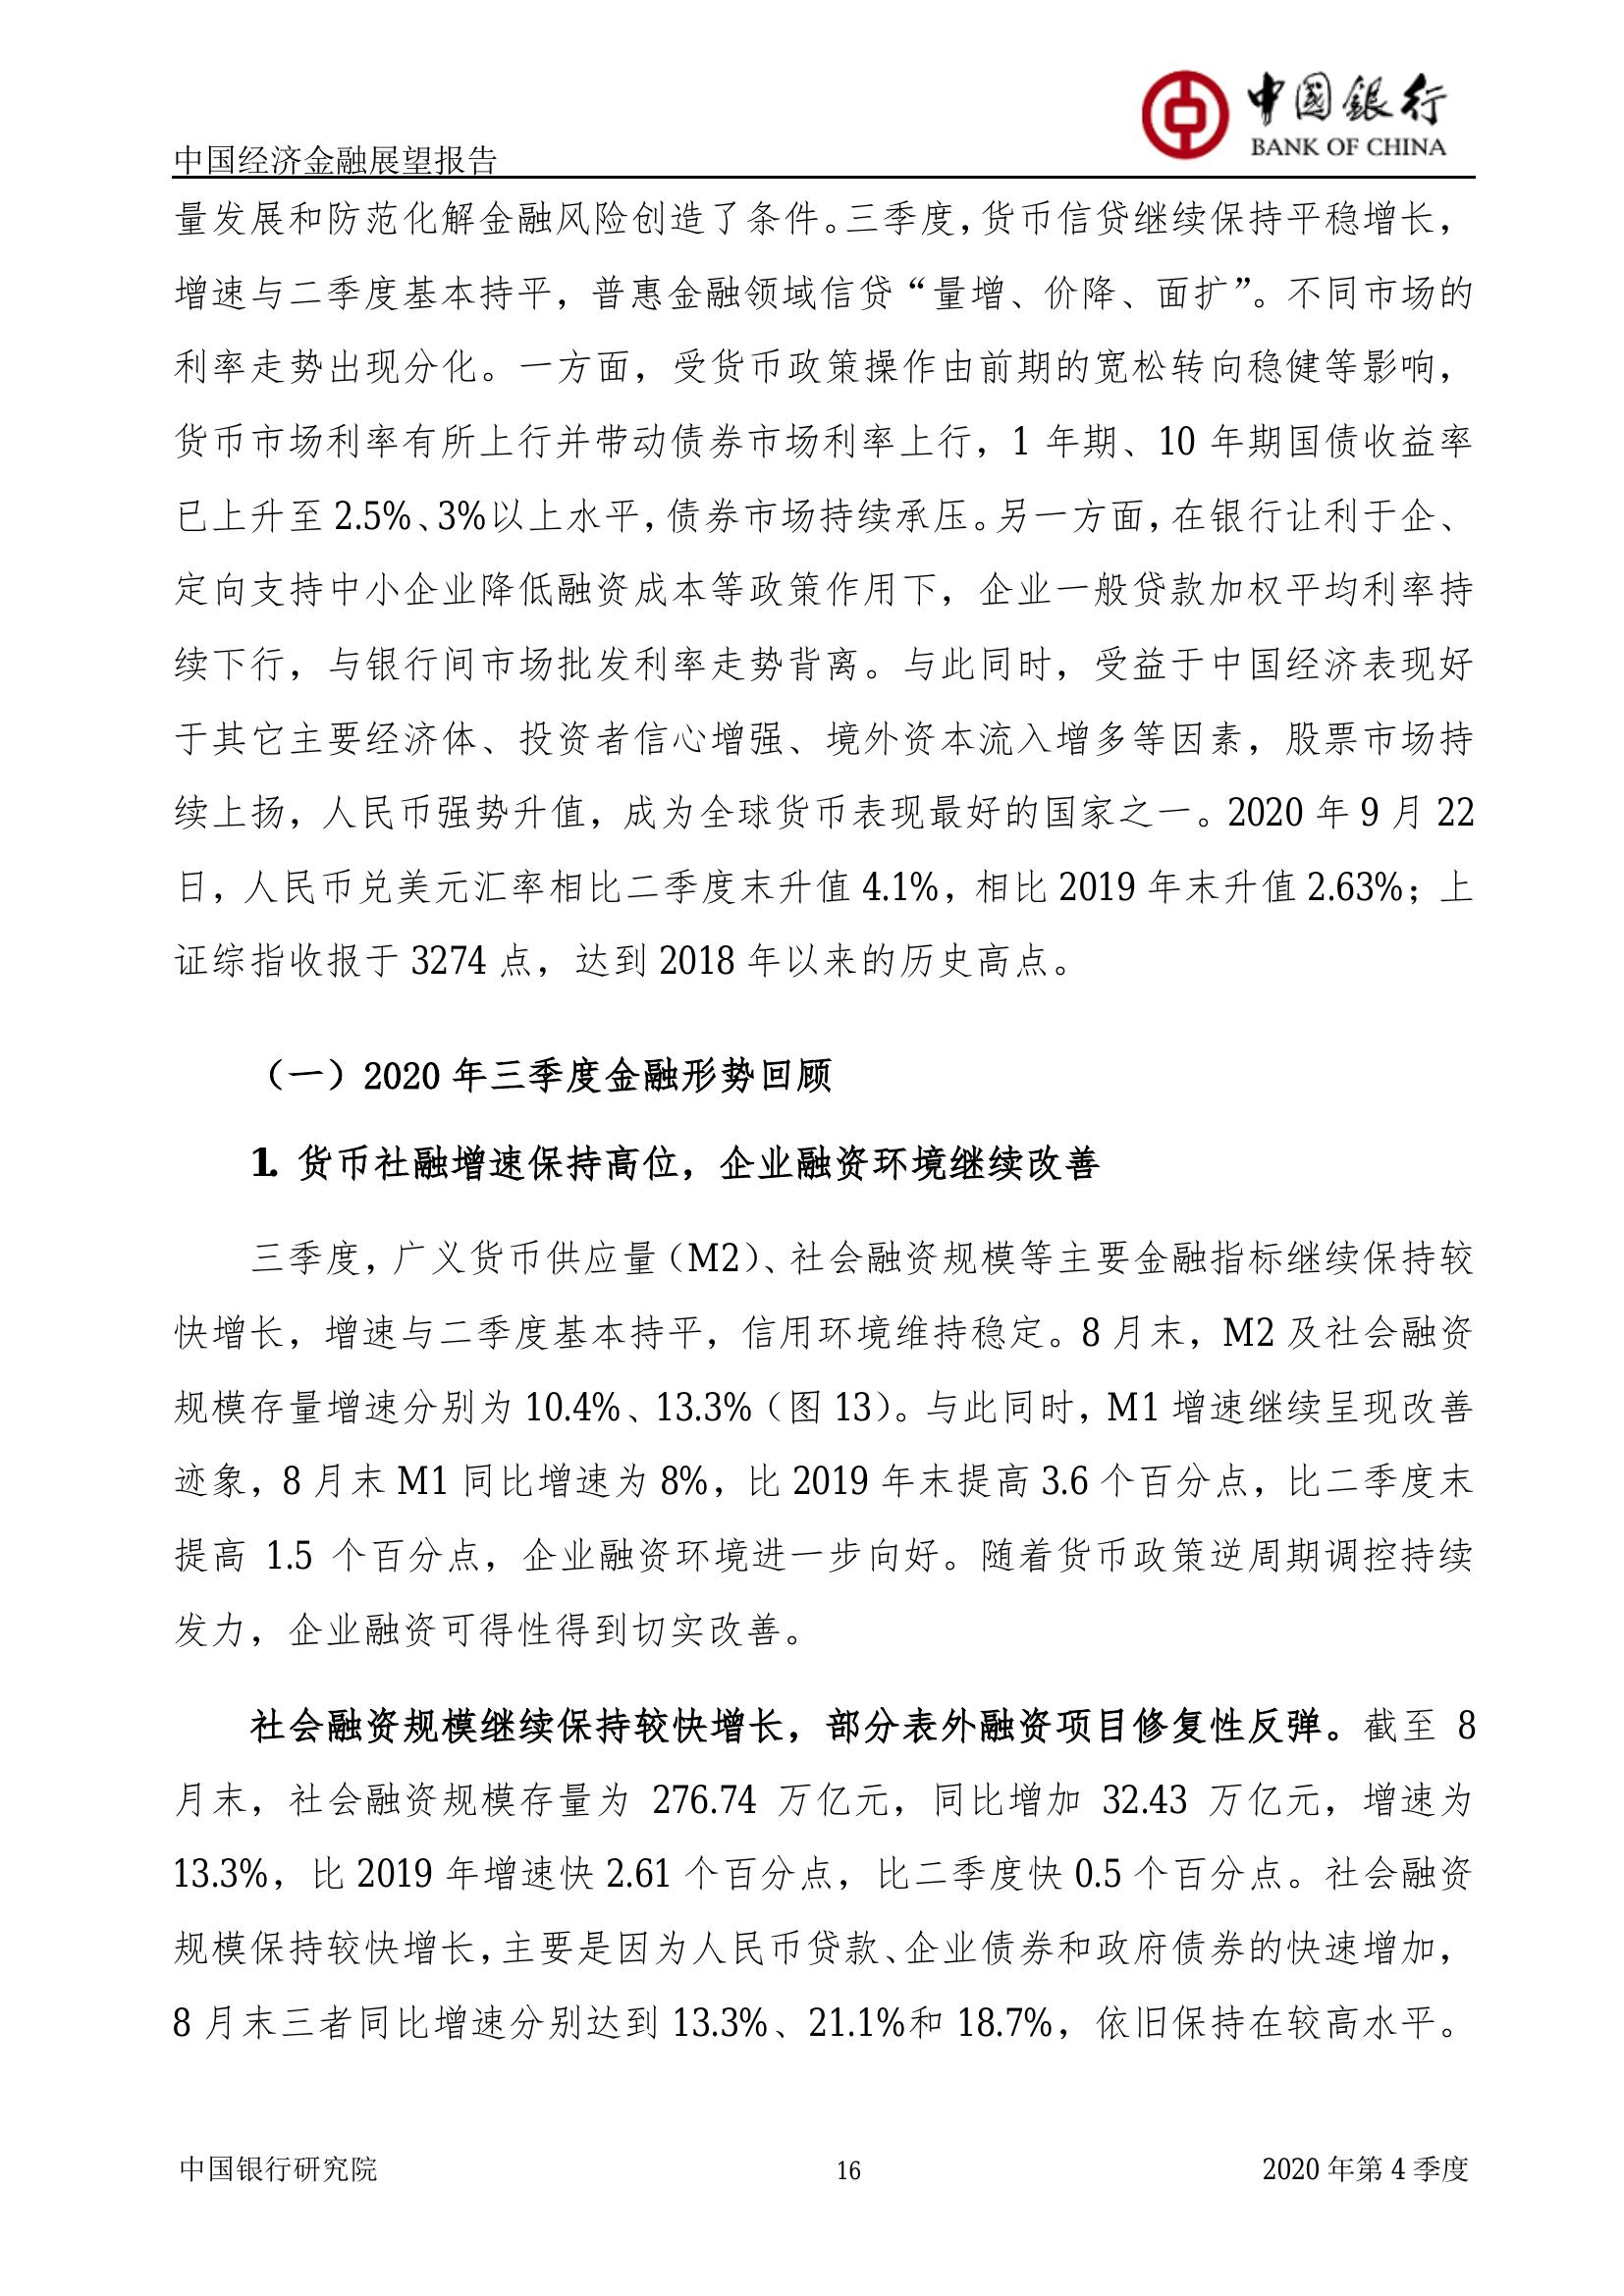 中国经济金融展望报告
中国銀行
BANK OF CHINA
量发展和防范化解金融风险创造了条件。三季度，货币信贷继续保持平稳增长，
增速与二季度基本持平，普惠金融领域信贷“量增、价降、面扩”。不同市场的
利率走势出现分化。一方面，受货币政策操作由前期的宽松转向稳健等影响，
货币市场利率有所上行并带动债券市场利率上行，1 年期、10 年期国债收益率
已上升至 2.5%、3%以上水平，债券市场持续承压。另一方面，在银行让利于企、
定向支持中小企业降低融资成本等政策作用下，企业一般贷款加权平均利率持
续下行，与银行间市场批发利率走势背离。与此同时，受益于中国经济表现好
于其它主要经济体、投资者信心增强、境外资本流入增多等因素，股票市场持
续上扬，人民币强势升值，成为全球货币表现最好的国家之一。2020 年 9 月 22
日，人民币兑美元汇率相比二季度末升值 4.1%，相比 2019 年末升值 2.63%；上
证综指收报于 3274 点，达到 2018 年以来的历史高点。
（一）2020 年三季度金融形势回顾
1. 货币社融增速保持高位，企业融资环境继续改善
三季度，广义货币供应量（M2）、社会融资规模等主要金融指标继续保持较
快增长，增速与二季度基本持平，信用环境维持稳定。8 月末，M2 及社会融资
规模存量增速分别为 10.4%、13.3%（图 13）。与此同时，M1 增速继续呈现改善
迹象，8 月末 M1 同比增速为 8%，比 2019 年末提高 3.6 个百分点，比二季度末
提高 1.5 个百分点，企业融资环境进一步向好。随着货币政策逆周期调控持续
发力，企业融资可得性得到切实改善。
社会融资规模继续保持较快增长，部分表外融资项目修复性反弹。截至 8
月末，社会融资规模存量为 276.74 万亿元，同比增加 32.43 万亿元，增速为
13.3%，比 2019 年增速快 2.61 个百分点，比二季度快 0.5 个百分点。社会融资
规模保持较快增长，主要是因为人民币贷款、企业债券和政府债券的快速增加，
8 月末三者同比增速分别达到 13.3%、21.1%和 18.7%，依旧保持在较高水平。
中国银行研究院 16 2020 年第 4 季度